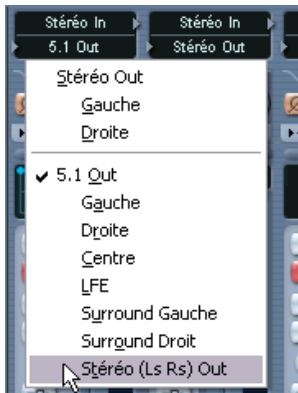 Stéréo In Stéréo In
5.1 Out Stéréo Out
Stéréo Out
Gauche
Droite
5.1 Out
Gauche
Droite
Centre
LFE
Surround Gauche
Surround Droit
Stéréo (Ls Rs) Out